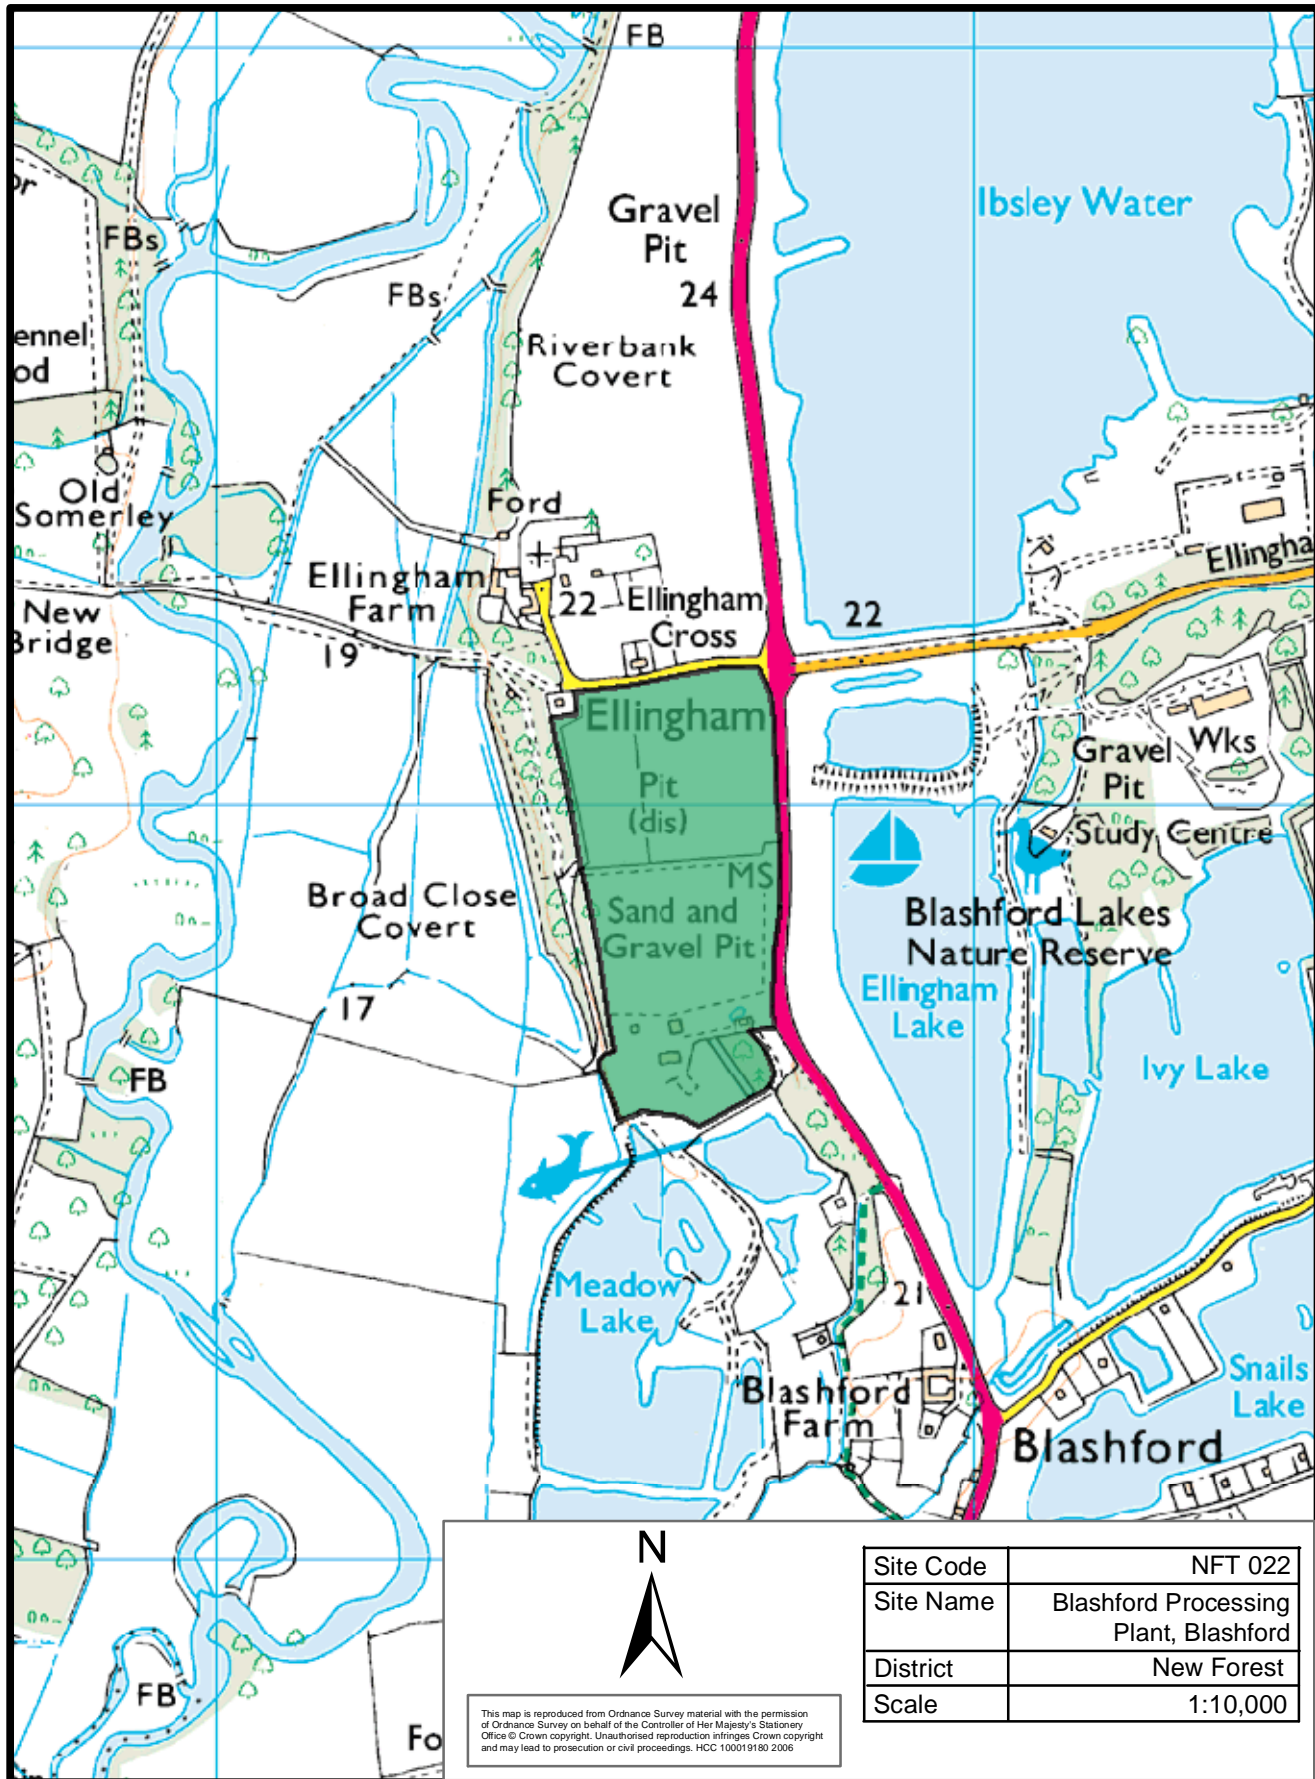 FB
Gravel
Pit
24
Ibsley Water
FBs
FBs
Riverbank
Covert
Old
Somerley
Ford
Ellingham
Farm
22
Ellingham
Cross
22
New
Bridge
19
Ellingham
Pit
(dis)
MS
Sand and
Gravel Pit
Gravel
Pit
Wks
Study Centre
Blashford Lakes
Nature Reserve
Ellingham
Lake
Ivy Lake
Broad Close
Covert
17
FB
Meadow
Lake
21
Snails
Lake
Blashford
Farm
Blashford
FB
Fo
N
This map is reproduced from Ordnance Survey material with the permission
of Ordnance Survey on behalf of the Controller of Her Majesty's Stationery
Office © Crown copyright. Unauthorised reproduction infringes Crown copyright
and may lead to prosecution or civil proceedings. HCC 100019180 2006
Site Code NFT 022
Site Name Blashford Processing
Plant, Blashford
District New Forest
Scale 1:10,000